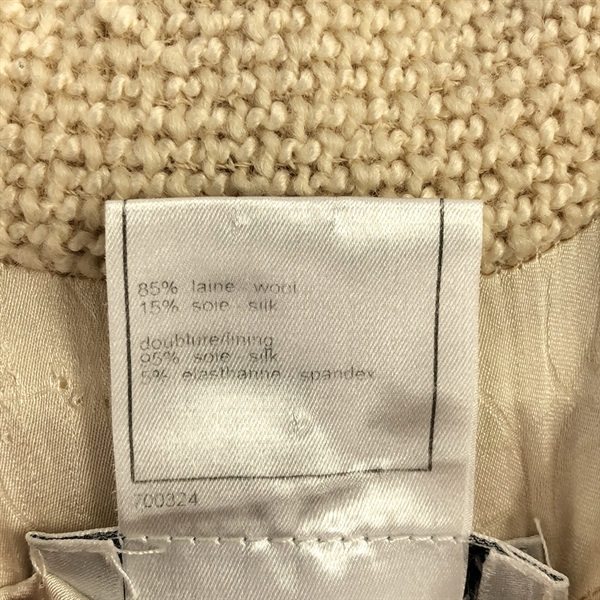 85% laine - wool
15% soie - silk
doublure/lining
95% soie - silk
5% elasthanne - spandex
700324